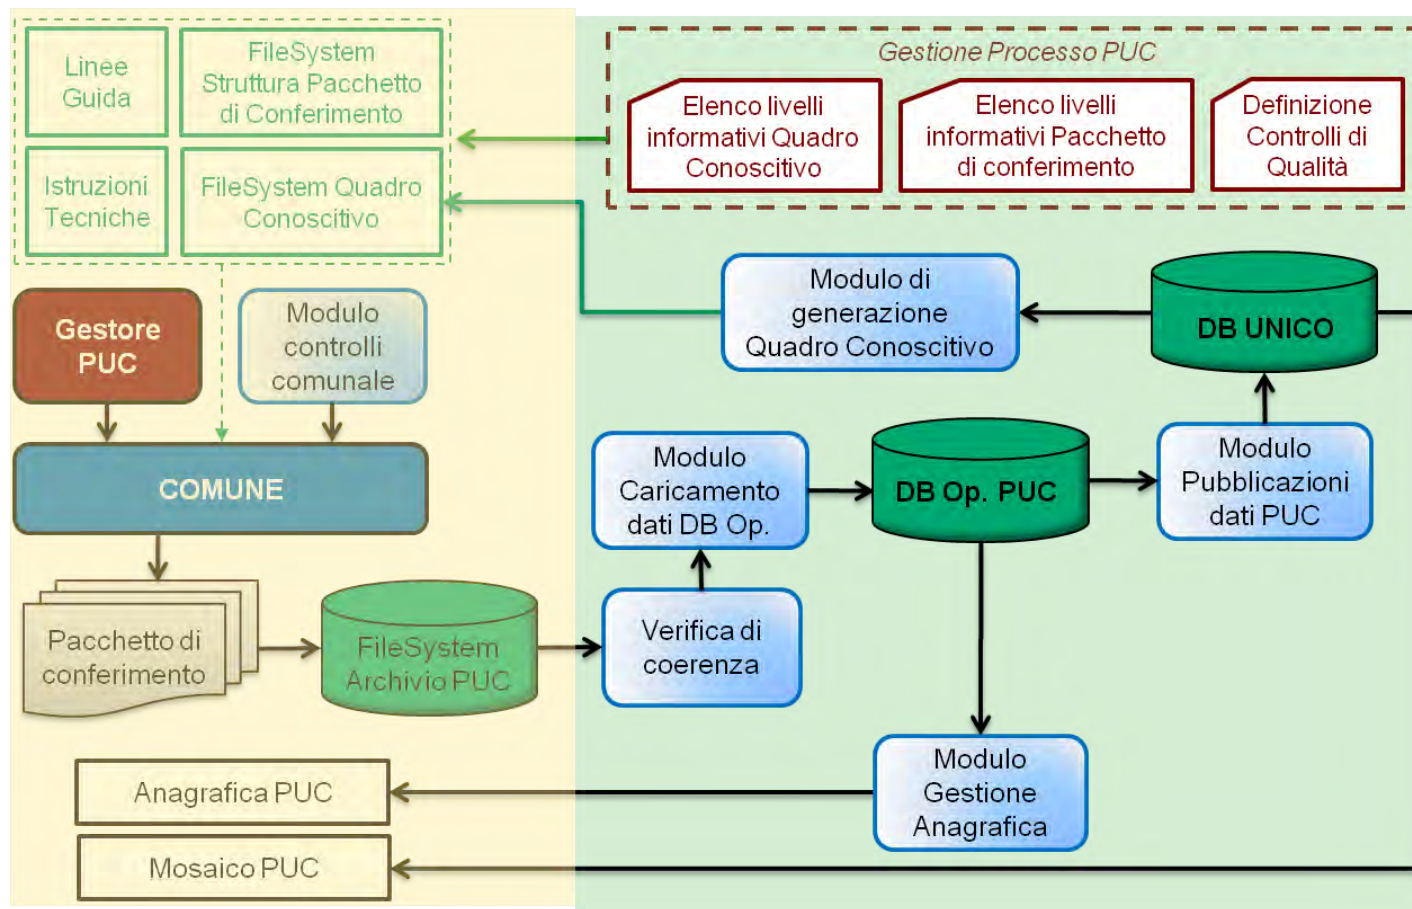 Linee
Guida
FileSystem
Struttura Pacchetto
di Conferimento
Istruzioni
Tecniche
FileSystem Quadro
Conoscitivo
Gestione Processo PUC
Elenco livelli
informativi Quadro
Conoscitivo
Elenco livelli
informativi Pacchetto
di conferimento
Definizione
Controlli di
Qualità
Gestore
PUC
Modulo
controlli
comunale
Modulo di
generazione
Quadro Conoscitivo
DB UNICO
COMUNE
Modulo
Caricamento
dati DB Op.
DB Op. PUC
Modulo
Pubblicazioni
dati PUC
Pacchetto di
conferimento
FileSystem
Archivio PUC
Verifica di
coerenza
Anagrafica PUC
Modulo
Gestione
Anagrafica
Mosaico PUC